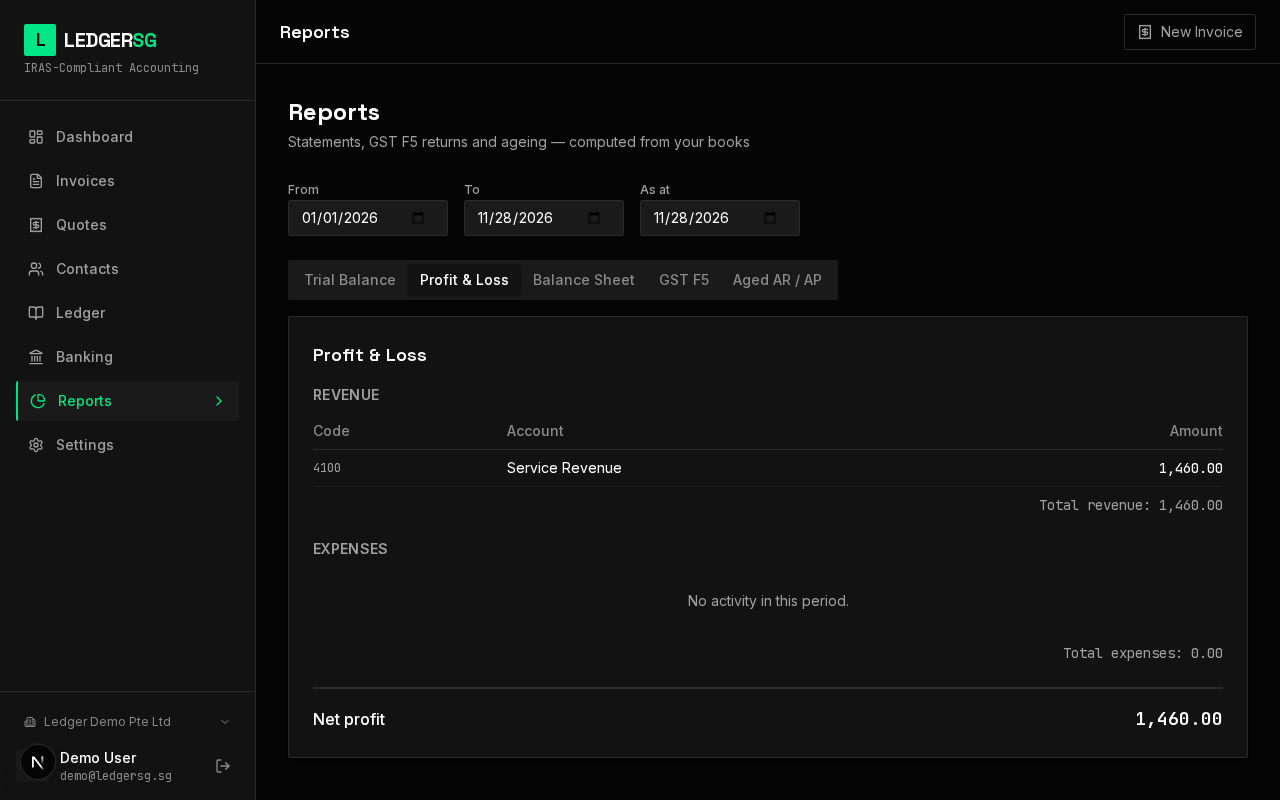 L LEDGERSG
IRAS-Compliant Accounting
Dashboard
Invoices
Quotes
Contacts
Ledger
Banking
Reports
Settings
Ledger Demo Pte Ltd
N
Demo User
demo@ledgersg.sg
Reports
New Invoice
Reports
Statements, GST F5 returns and ageing — computed from your books
From To As at
01/01/2026 11/28/2026 11/28/2026
Trial Balance Profit & Loss Balance Sheet GST F5 Aged AR / AP
Profit & Loss
REVENUE
Code Account Amount
4100 Service Revenue 1,460.00
Total revenue: 1,460.00
EXPENSES
No activity in this period.
Total expenses: 0.00
Net profit 1,460.00